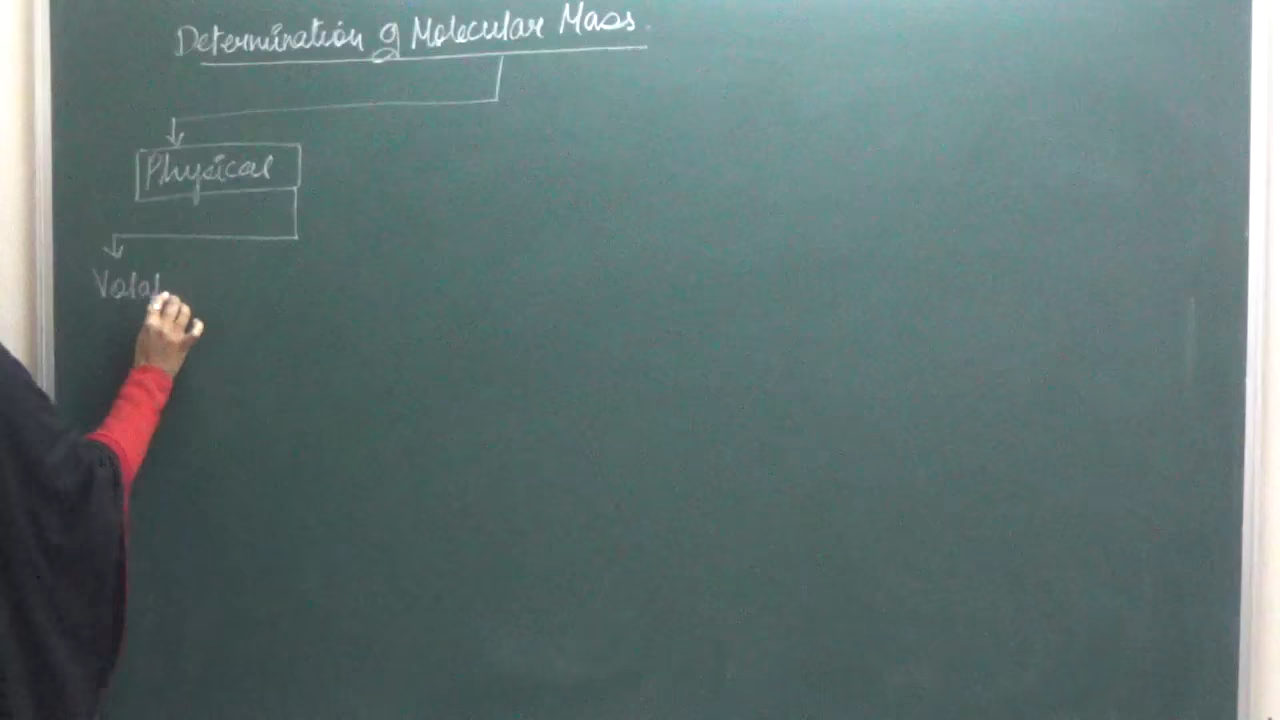 Determination of Molecular Mass.
Physical
Volat